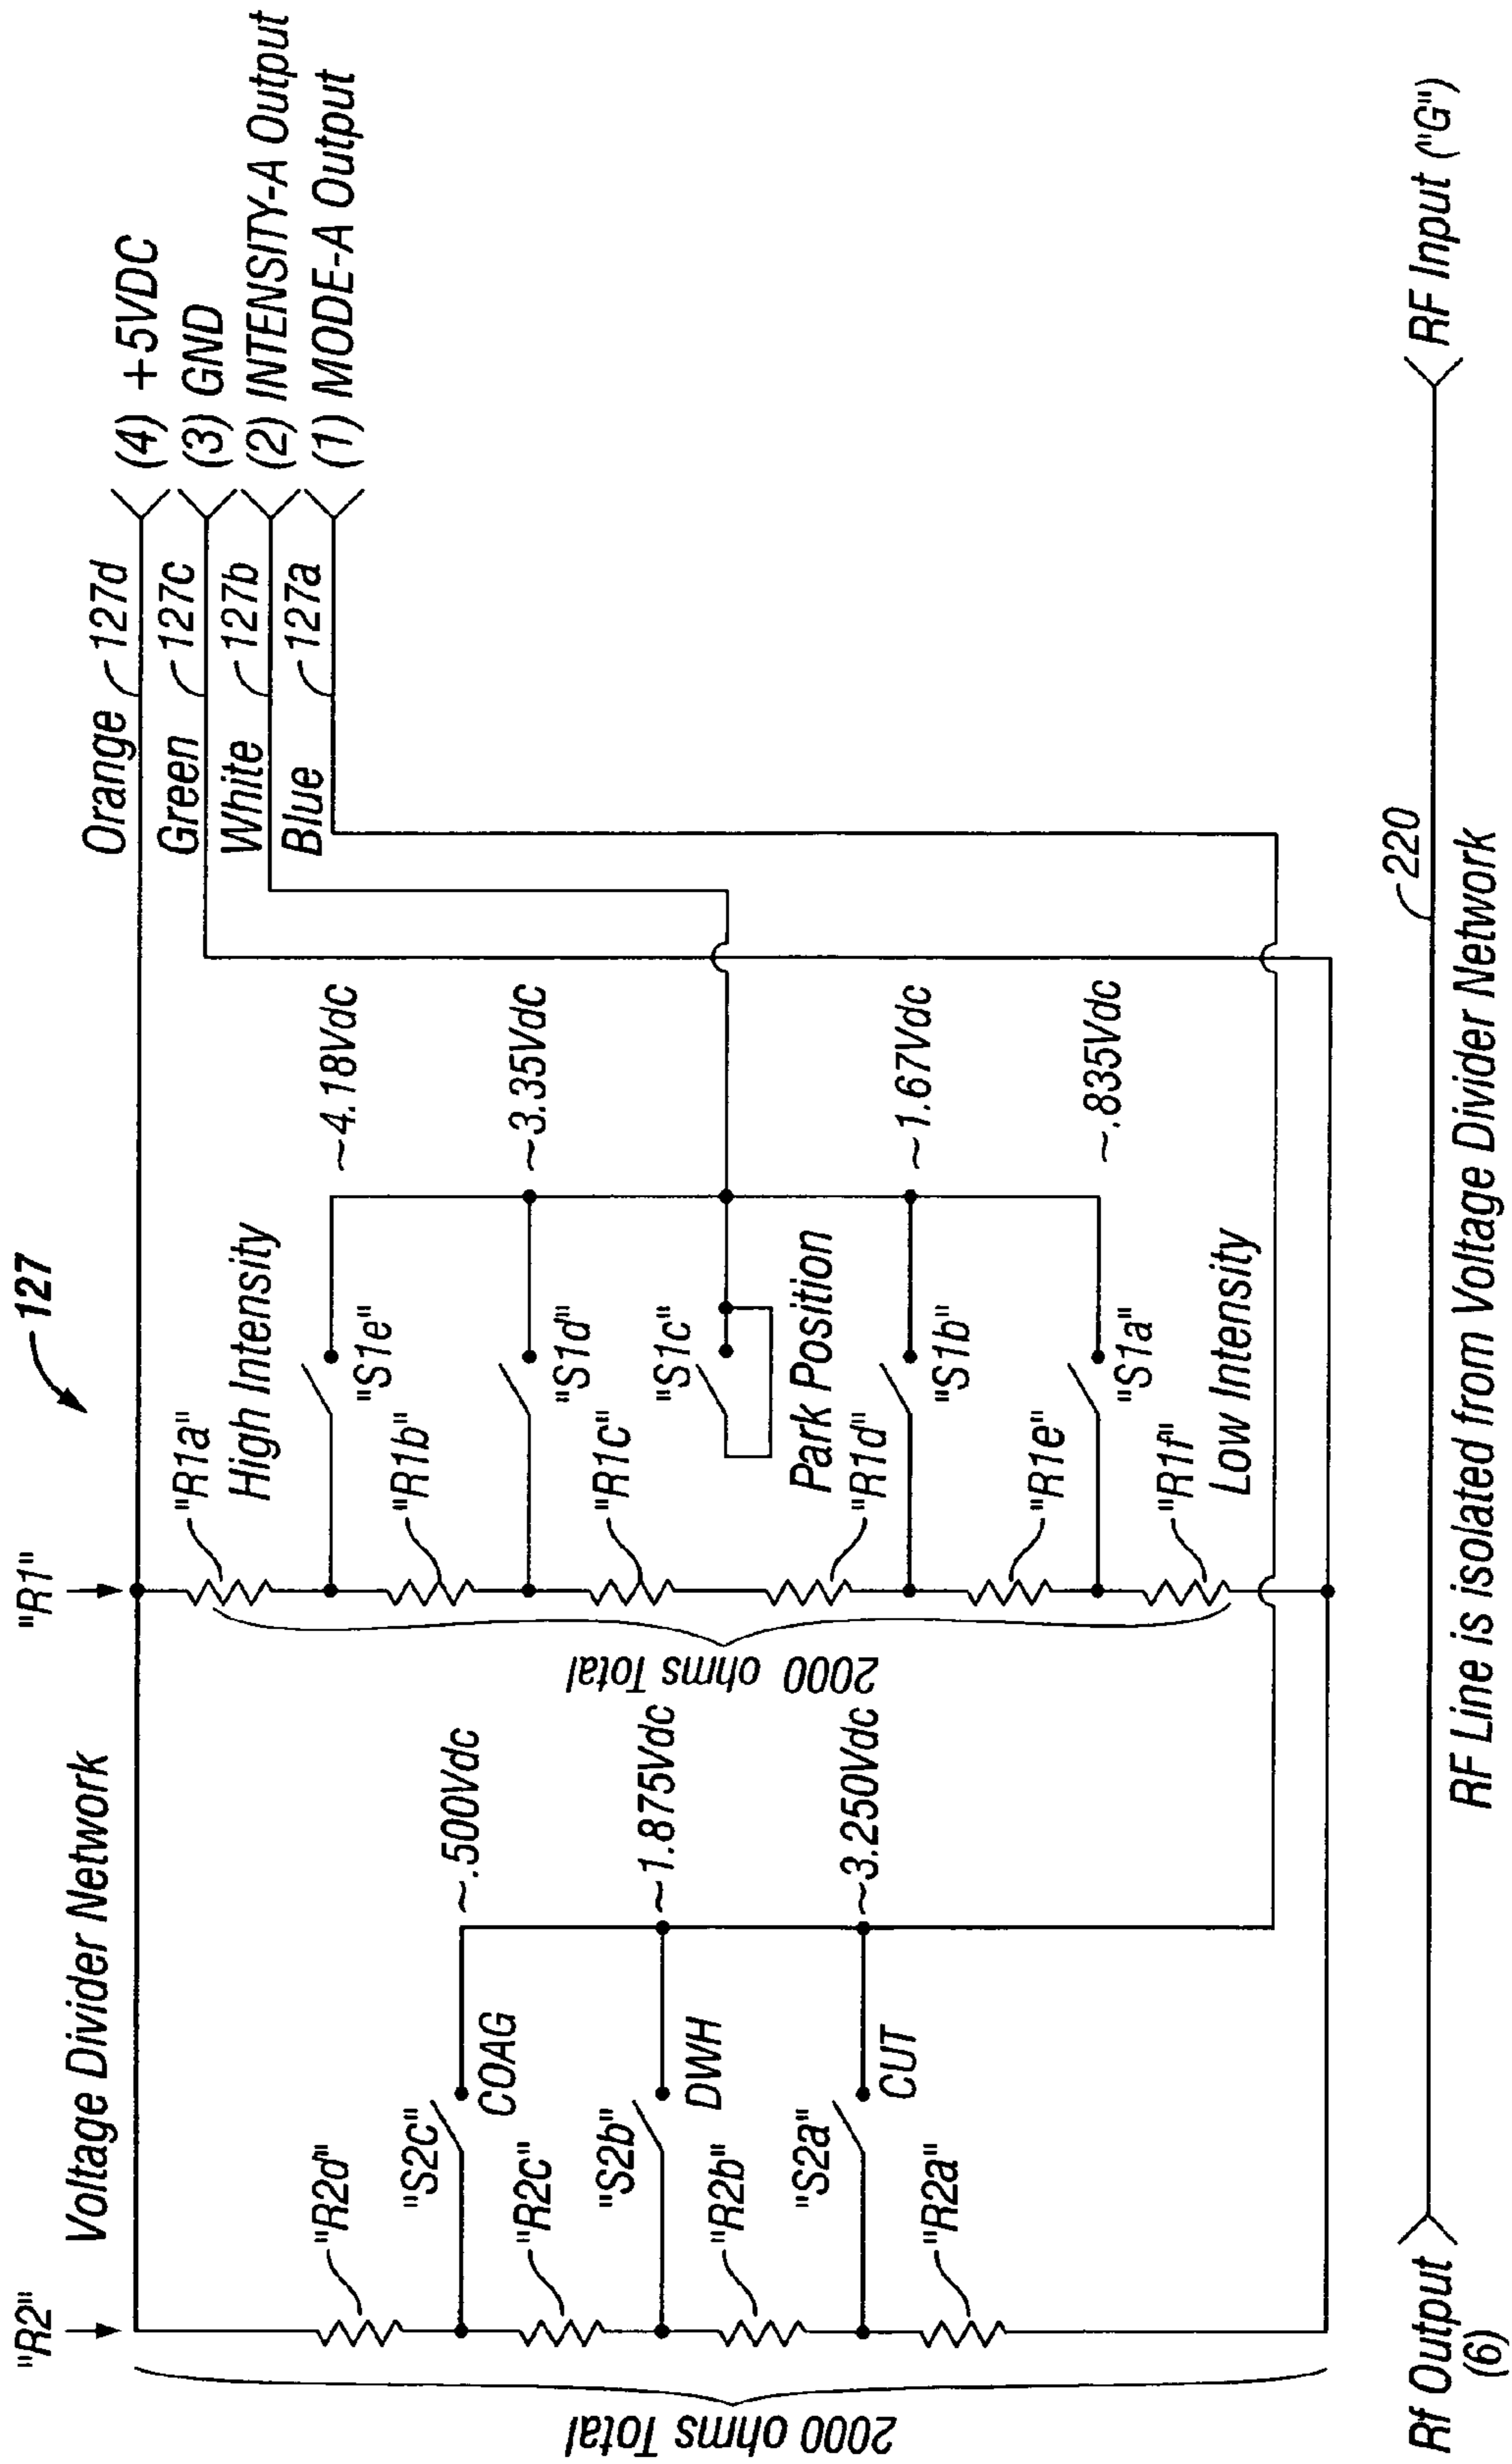 127
"R2"
Voltage Divider Network
"R1"
Orange
127d
(4) +5VDC
Green
127c
(3) GND
White
127b
(2) INTENSITY-A Output
Blue
127a
(1) MODE-A Output
"R1a"
High Intensity
"S1e"
~4.18Vdc
"R1b"
"S1d"
~3.35Vdc
"R1c"
"S1c"
Park Position
"R1d"
"S1b"
~1.67Vdc
"R1e"
"S1a"
~.835Vdc
"R1f"
Low Intensity
2000 ohms Total
"R2d"
"S2c"
COAG
~.500Vdc
"R2c"
"S2b"
DWH
~1.875Vdc
"R2b"
"S2a"
CUT
~3.250Vdc
"R2a"
2000 ohms Total
Rf Output
(6)
220
RF Input ("G")
RF Line is isolated from Voltage Divider Network